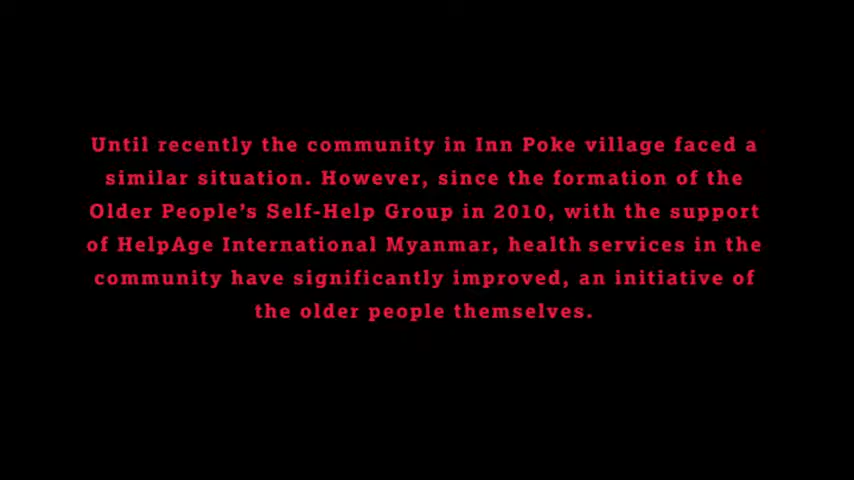 Until recently the community in Inn Poke village faced a
similar situation. However, since the formation of the
Older People’s Self-Help Group in 2010, with the support
of HelpAge International Myanmar, health services in the
community have significantly improved, an initiative of
the older people themselves.